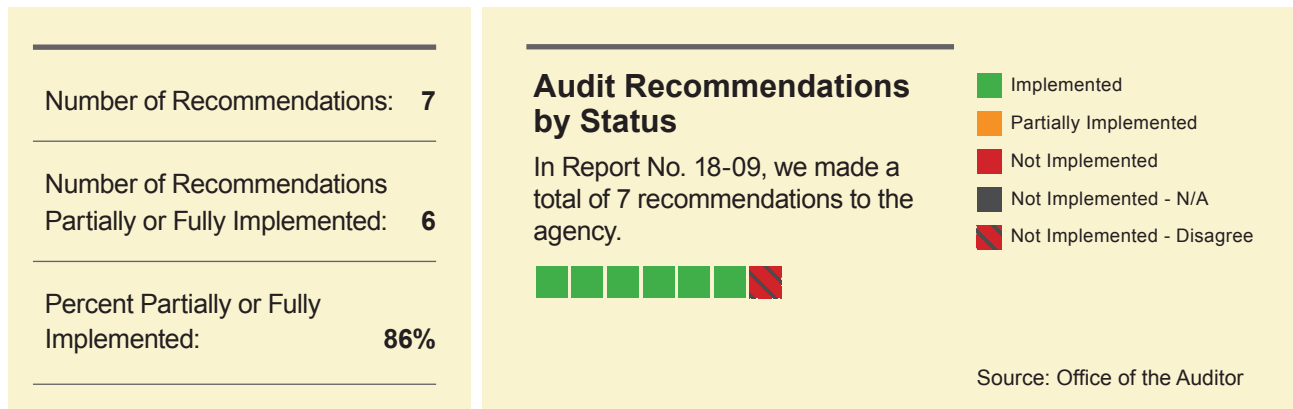 Number of Recommendations: 7
Number of Recommendations
Partially or Fully Implemented: 6
Percent Partially or Fully
Implemented: 86%
Audit Recommendations
by Status
In Report No. 18-09, we made a
total of 7 recommendations to the
agency.
Implemented
Partially Implemented
Not Implemented
Not Implemented - N/A
Not Implemented - Disagree
Source: Office of the Auditor